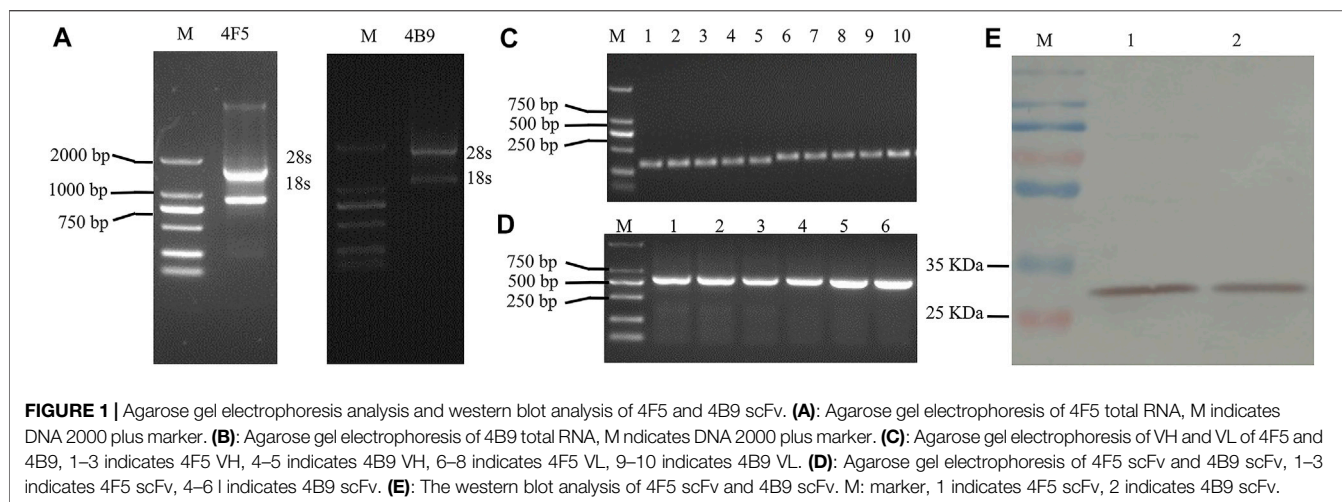 A
M 4F5
2000 bp
1000 bp
750 bp
28s
18s
M 4B9
28s
18s
C
M 1 2 3 4 5 6 7 8 9 10
750 bp
500 bp
250 bp
D
M 1 2 3 4 5 6
750 bp
500 bp
250 bp
E
M 1 2
35 KDa
25 KDa
FIGURE 1 | Agarose gel electrophoresis analysis and western blot analysis of 4F5 and 4B9 scFv. (A): Agarose gel electrophoresis of 4F5 total RNA, M indicates
DNA 2000 plus marker. (B): Agarose gel electrophoresis of 4B9 total RNA, M ndicates DNA 2000 plus marker. (C): Agarose gel electrophoresis of VH and VL of 4F5 and
4B9, 1–3 indicates 4F5 VH, 4–5 indicates 4B9 VH, 6–8 indicates 4F5 VL, 9–10 indicates 4B9 VL. (D): Agarose gel electrophoresis of 4F5 scFv and 4B9 scFv, 1–3
indicates 4F5 scFv, 4–6 l indicates 4B9 scFv. (E): The western blot analysis of 4F5 scFv and 4B9 scFv. M: marker, 1 indicates 4F5 scFv, 2 indicates 4B9 scFv.